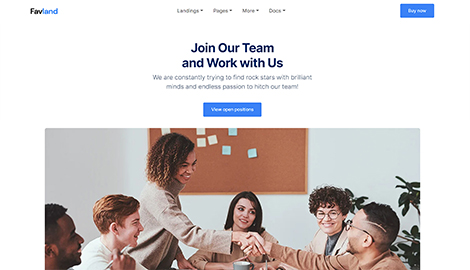 Favland
Landings
Pages
More
Docs
Buy now
Join Our Team
and Work with Us
We are constantly trying to find rock stars with brilliant
minds and endless passion to hitch our team!
View open positions